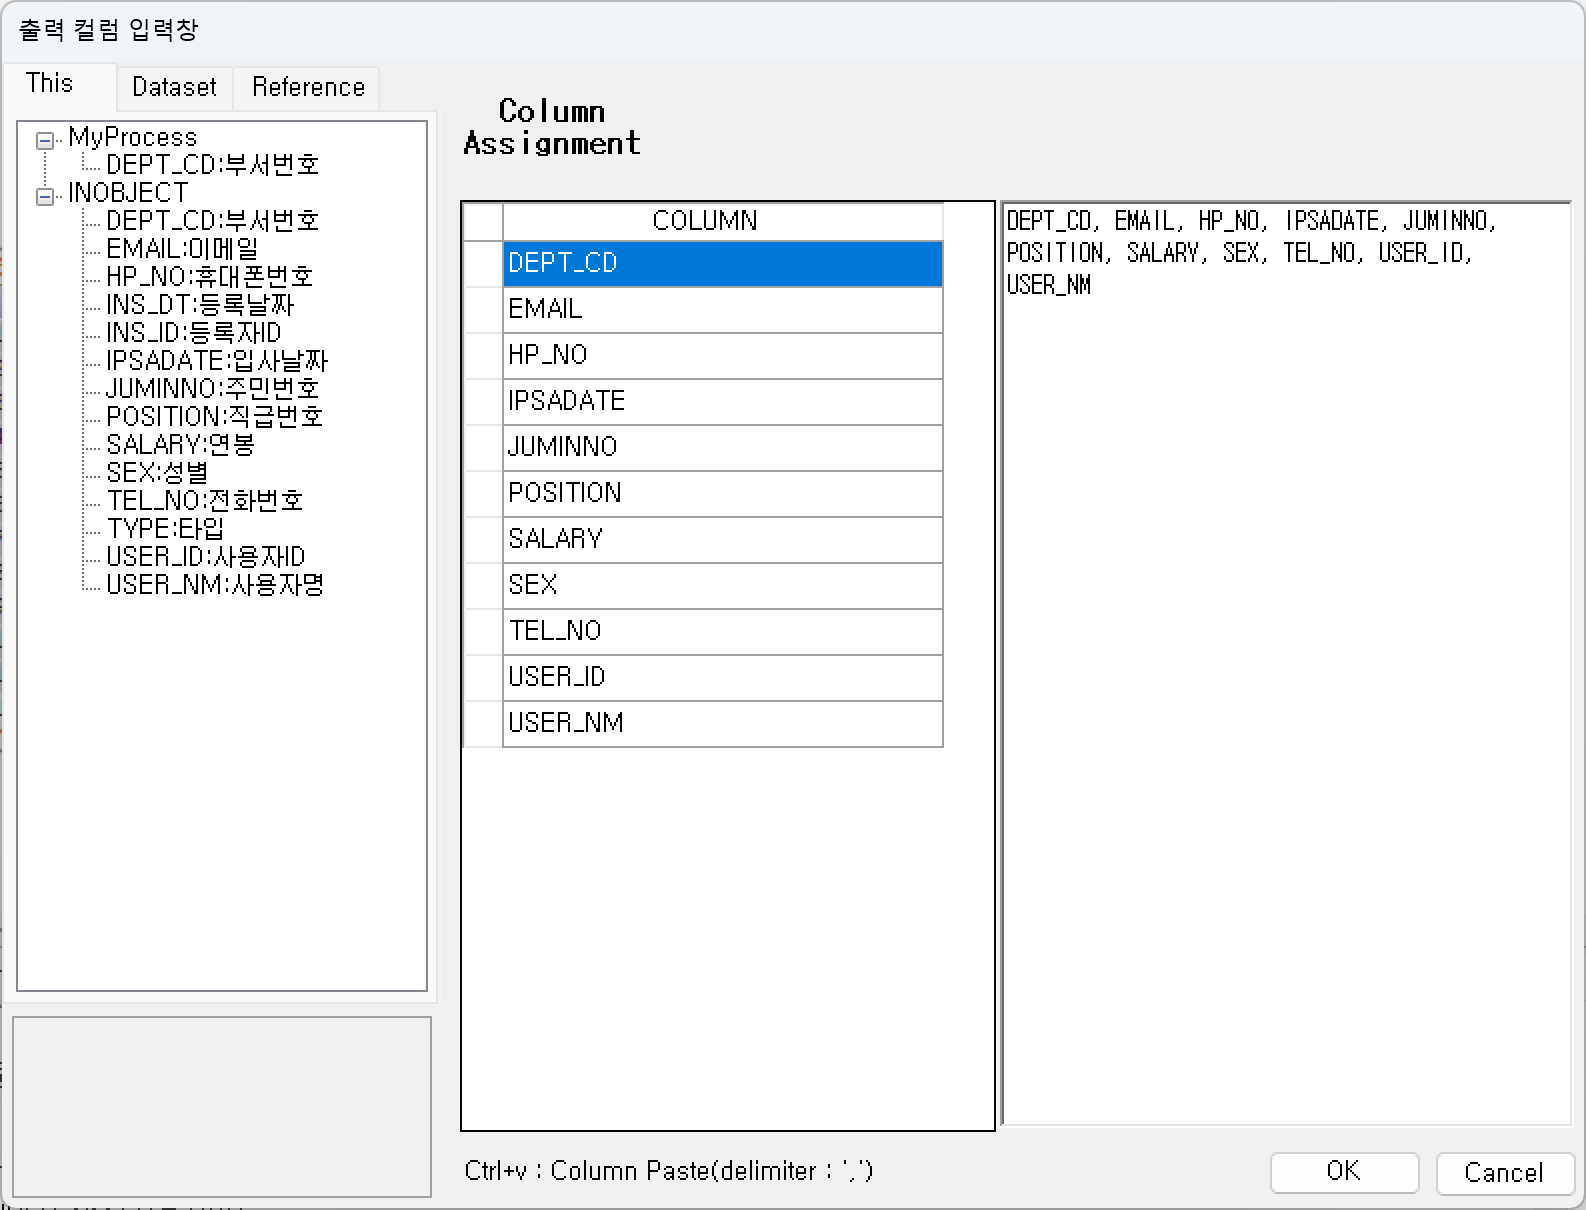 출력 컬럼 입력창
This
Dataset
Reference
MyProcess
DEPT_CD:부서번호
INOBJECT
DEPT_CD:부서번호
EMAIL:이메일
HP_NO:휴대폰번호
INS_DT:등록날짜
INS_ID:등록자ID
IPSADATE:입사날짜
JUMINNO:주민번호
POSITION:직급번호
SALARY:연봉
SEX:성별
TEL_NO:전화번호
TYPE:타입
USER_ID:사용자ID
USER_NM:사용자명
Column
Assignment
COLUMN
DEPT_CD
EMAIL
HP_NO
IPSADATE
JUMINNO
POSITION
SALARY
SEX
TEL_NO
USER_ID
USER_NM
DEPT_CD, EMAIL, HP_NO, IPSADATE, JUMINNO,
POSITION, SALARY, SEX, TEL_NO, USER_ID,
USER_NM
Ctrl+v : Column Paste(delimiter : ',')
OK
Cancel